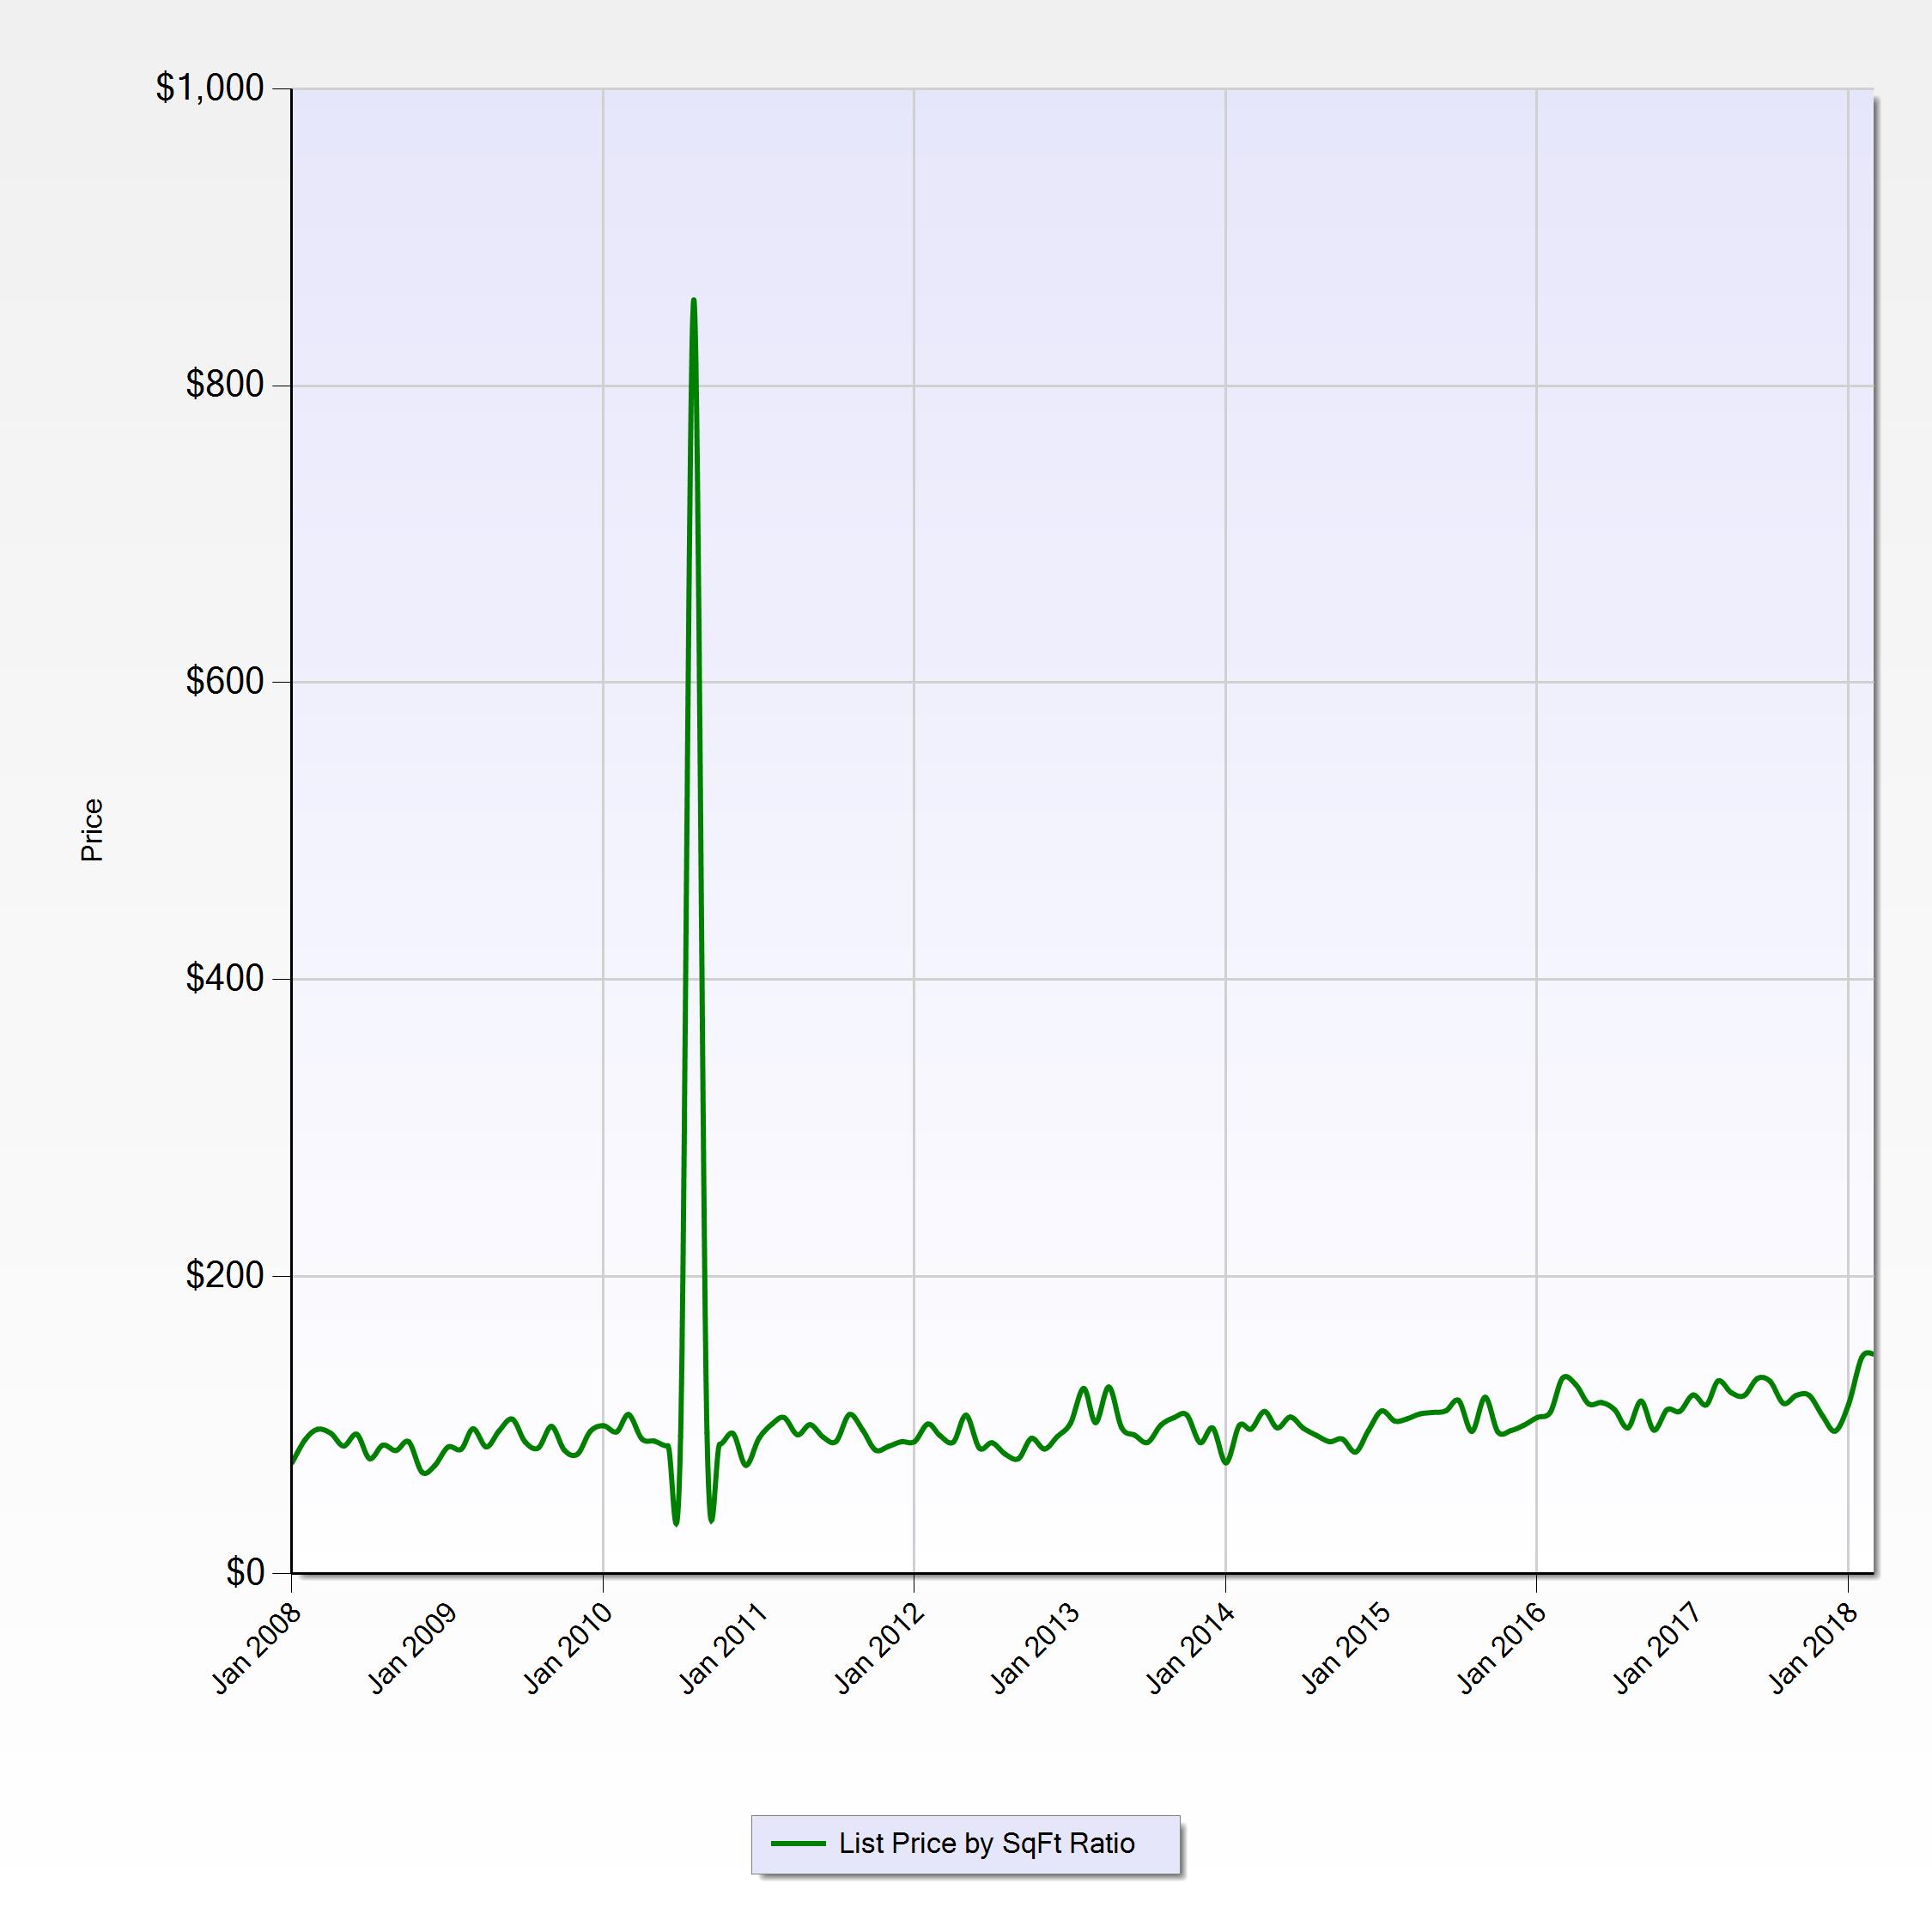 $1,000
$800
$600
$400
$200
$0
Price
Jan 2008
Jan 2009
Jan 2010
Jan 2011
Jan 2012
Jan 2013
Jan 2014
Jan 2015
Jan 2016
Jan 2017
Jan 2018
List Price by SqFt Ratio